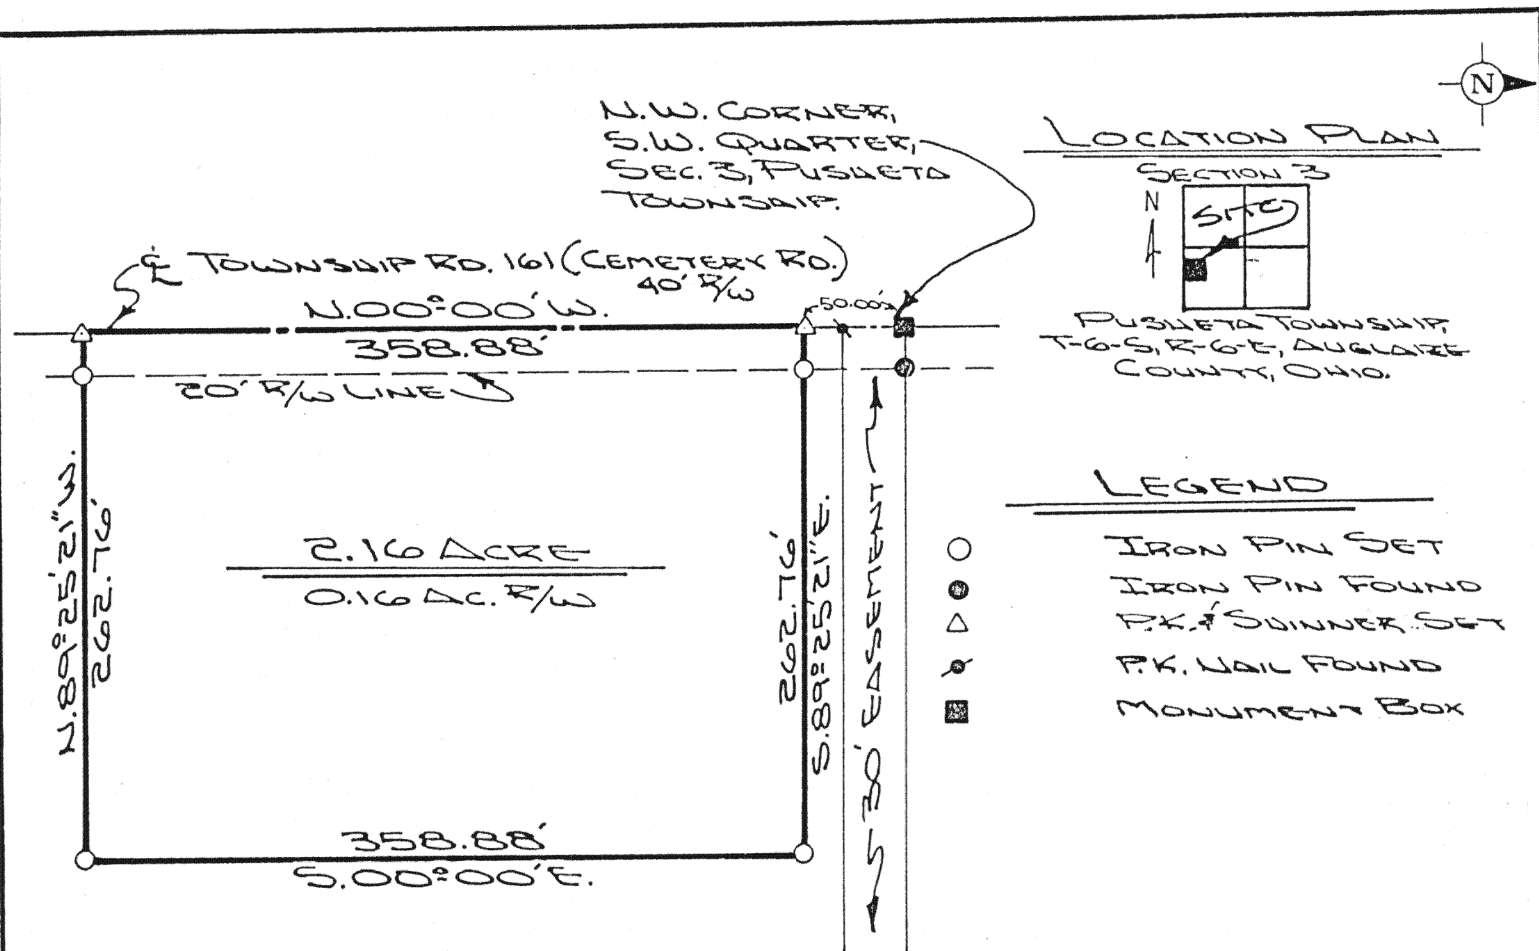 N
N.W. CORNER,
S.W. QUARTER,
SEC. 3, PUSHETA
TOWNSHIP.
LOCATION PLAN
SECTION 3
N
SITE
PUSHETA TOWNSHIP,
T-6-S, R-6-E, AUGLAIZE
COUNTY, OHIO.
℄ TOWNSHIP RD. 161 (CEMETERY RD.)
40' R/W
N.00°00'W.
50.00'
358.88'
20' R/W LINE
N.89°25'21"W.
262.76'
2.16 ACRE
0.16 AC. R/W
262.76'
S.89°25'21"E.
30' EASEMENT
358.88'
S.00°00'E.
LEGEND
IRON PIN SET
IRON PIN FOUND
P.K. & SHINNER SET
P.K. NAIL FOUND
MONUMENT BOX